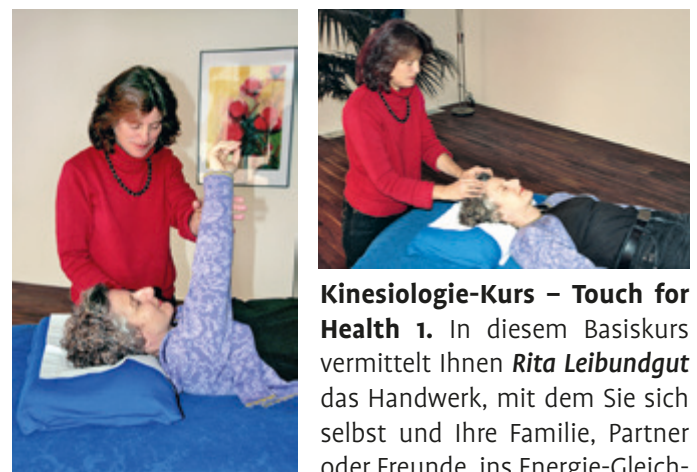 Kinesiologie-Kurs – Touch for
Health 1. In diesem Basiskurs
vermittelt Ihnen Rita Leibundgut
das Handwerk, mit dem Sie sich
selbst und Ihre Familie, Partner
oder Freunde ins Energie-Gleich-